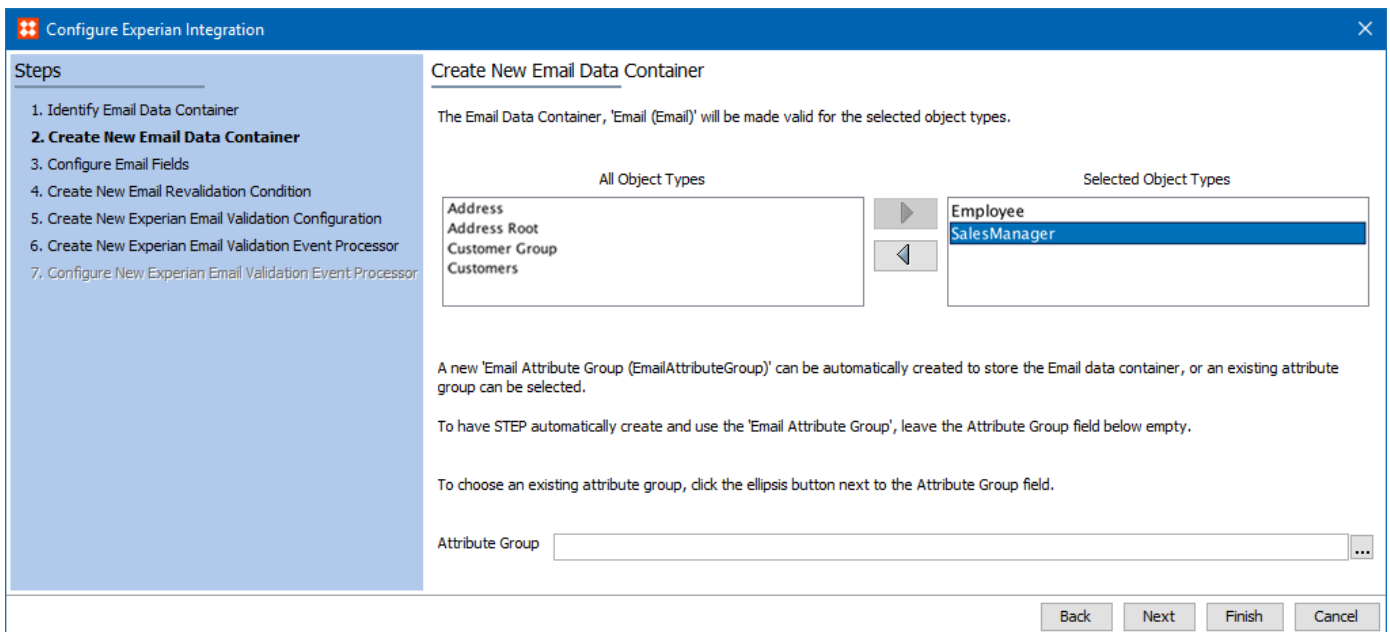 Configure Experian Integration
Steps
1. Identify Email Data Container
2. Create New Email Data Container
3. Configure Email Fields
4. Create New Email Revalidation Condition
5. Create New Experian Email Validation Configuration
6. Create New Experian Email Validation Event Processor
7. Configure New Experian Email Validation Event Processor
Create New Email Data Container
The Email Data Container, 'Email (Email)' will be made valid for the selected object types.
All Object Types
Address
Address Root
Customer Group
Customers
Selected Object Types
Employee
SalesManager
A new 'Email Attribute Group (EmailAttributeGroup)' can be automatically created to store the Email data container, or an existing attribute
group can be selected.
To have STEP automatically create and use the 'Email Attribute Group', leave the Attribute Group field below empty.
To choose an existing attribute group, click the ellipsis button next to the Attribute Group field.
Attribute Group
...
Back Next Finish Cancel